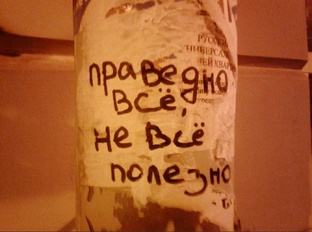 праведно
всё,
не всё
полезно